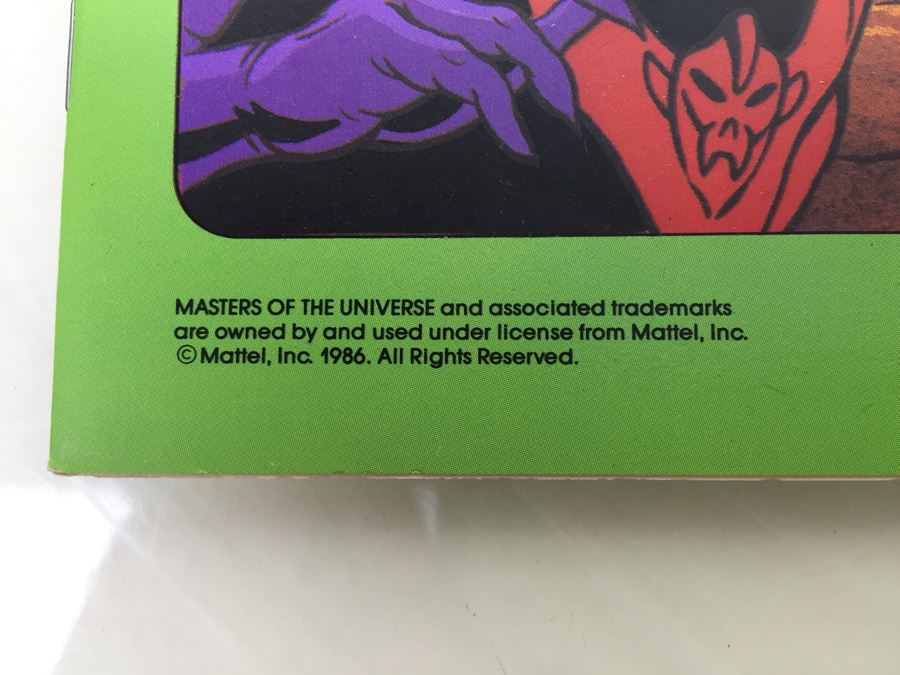 MASTERS OF THE UNIVERSE and associated trademarks
are owned by and used under license from Mattel, Inc.
© Mattel, Inc. 1986. All Rights Reserved.